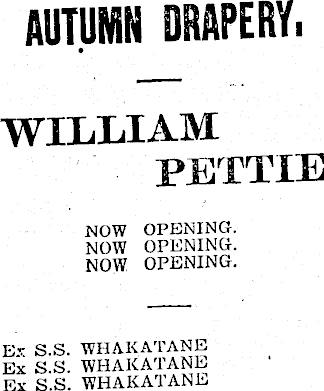 AUTUMN DRAPERY.
WILLIAM
PETTIE
NOW OPENING.
NOW OPENING.
NOW OPENING.
Ex S.S. WHAKATANE
Ex S.S. WHAKATANE
Ex S.S. WHAKATANE